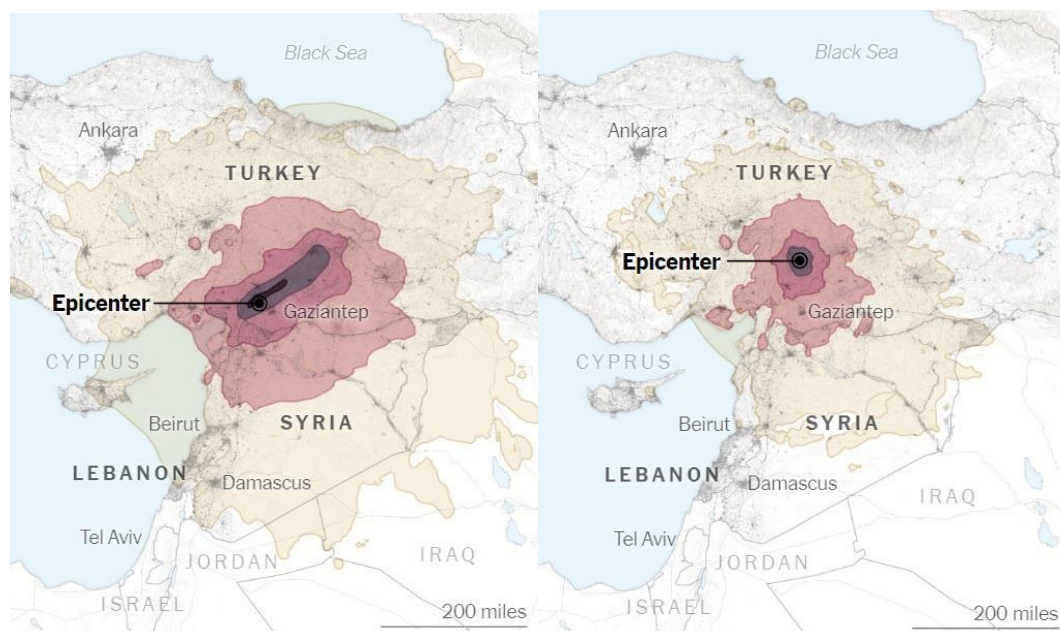 Black Sea
Ankara
TURKEY
Epicenter
Gaziantep
CYPRUS
Beirut
SYRIA
LEBANON
Damascus
Tel Aviv
JORDAN
IRAQ
ISRAEL
200 miles
Black Sea
Ankara
TURKEY
Epicenter
Gaziantep
CYPRUS
Beirut
SYRIA
LEBANON
Damascus
IRAQ
Tel Aviv
JORDAN
ISRAEL
200 miles